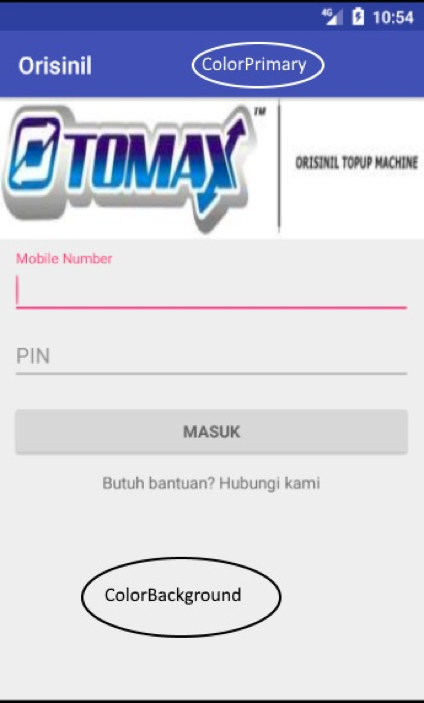 4G 10:54
Orisinil ColorPrimary
OTOMAX™
ORISINIL TOPUP MACHINE
Mobile Number
PIN
MASUK
Butuh bantuan? Hubungi kami
ColorBackground